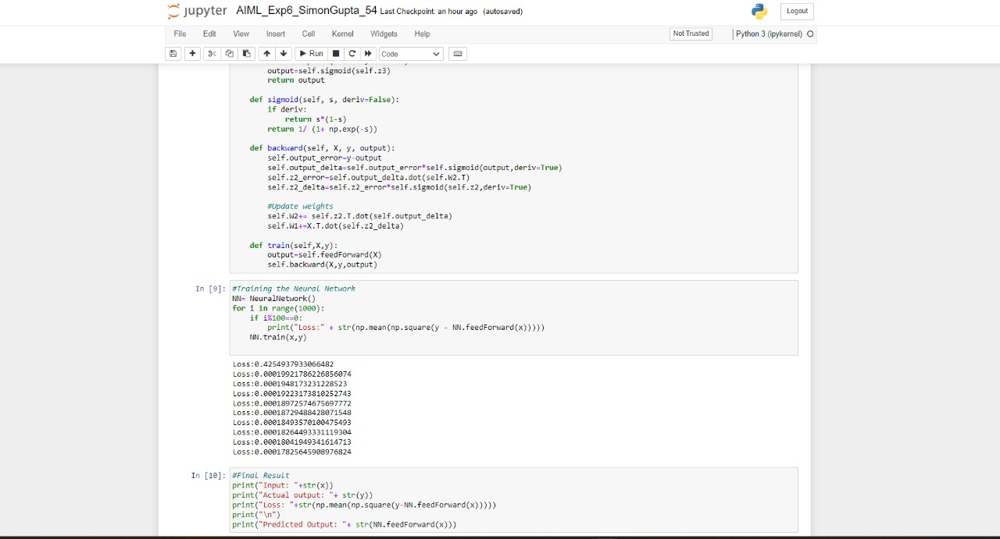 jupyter AIML_Exp6_SimonGupta_54 Last Checkpoint: an hour ago (autosaved)
Logout
File Edit View Insert Cell Kernel Widgets Help
Not Trusted
Python 3 (ipykernel)
Run
Code
output=self.sigmoid(self.z3)
return output
def sigmoid(self, s, deriv=False):
if deriv:
return s*(1-s)
return 1/ (1+ np.exp(-s))
def backward(self, X, y, output):
self.output_error=y-output
self.output_delta=self.output_error*self.sigmoid(output,deriv=True)
self.z2_error=self.output_delta.dot(self.W2.T)
self.z2_delta=self.z2_error*self.sigmoid(self.z2,deriv=True)
#Update weights
self.W2+= self.z2.T.dot(self.output_delta)
self.W1+=X.T.dot(self.z2_delta)
def train(self,X,y):
output=self.feedForward(X)
self.backward(X,y,output)
In [9]:
#Training the Neural Network
NN= NeuralNetwork()
for i in range(1000):
if i%100==0:
print("Loss:" + str(np.mean(np.square(y - NN.feedForward(x)))))
NN.train(x,y)
Loss:0.4254937933066482
Loss:0.00019921786226856074
Loss:0.0001948173231228523
Loss:0.00019223173810252743
Loss:0.00018972574675697772
Loss:0.00018729488428071548
Loss:0.00018493570100475493
Loss:0.00018264493331119304
Loss:0.00018041949341614713
Loss:0.00017825645908976824
In [10]:
#Final Result
print("Input: "+str(x))
print("Actual output: "+ str(y))
print("Loss: "+str(np.mean(np.square(y-NN.feedForward(x)))))
print("\n")
print("Predicted Output: "+ str(NN.feedForward(x)))